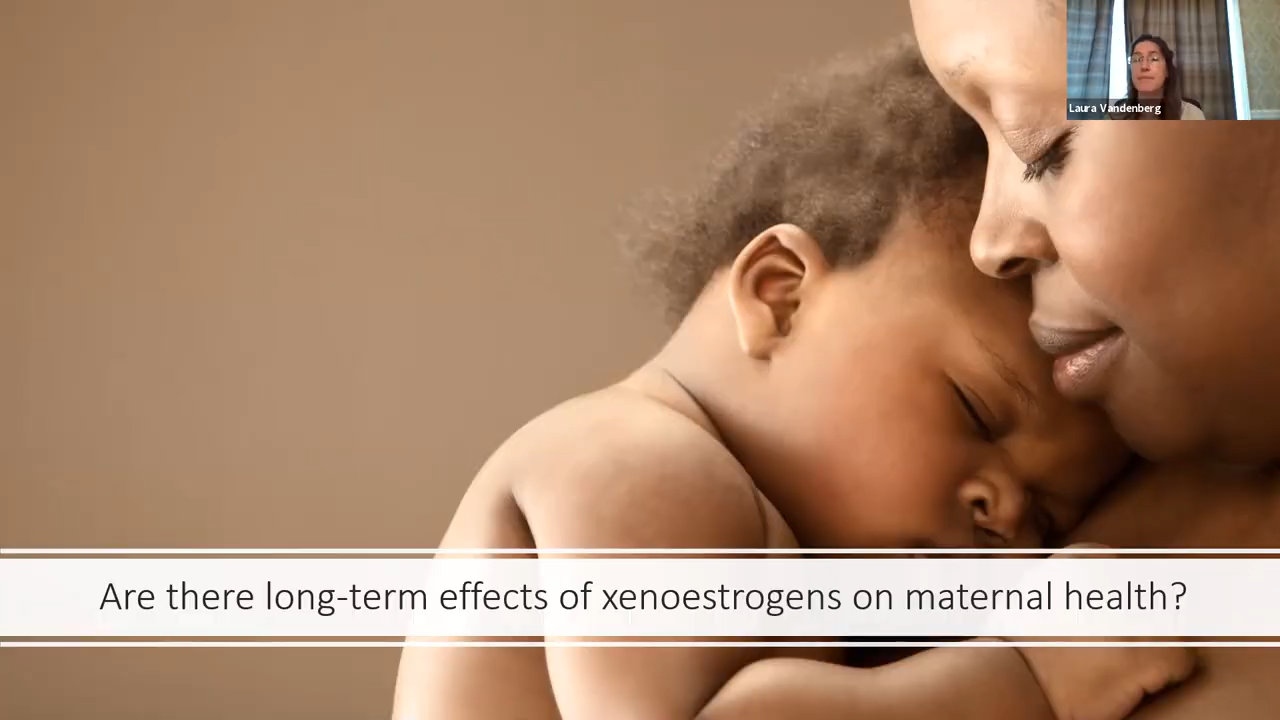 Laura Vandenberg
Are there long-term effects of xenoestrogens on maternal health?